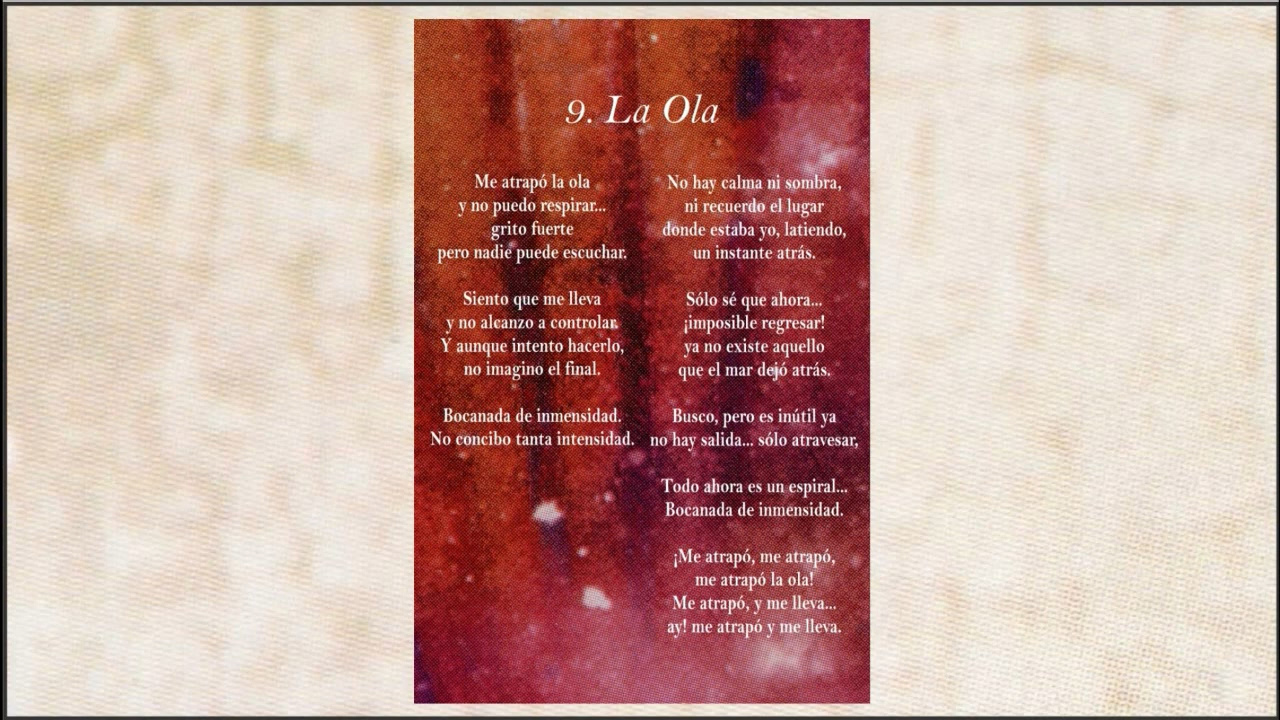 9. La Ola
Me atrapó la ola
y no puedo respirar...
grito fuerte
pero nadie puede escuchar.
Siento que me lleva
y no alcanzo a controlar.
Y aunque intento hacerlo,
no imagino el final.
Bocanada de inmensidad.
No concibo tanta intensidad.
No hay calma ni sombra,
ni recuerdo el lugar
donde estaba yo, latiendo,
un instante atrás.
Sólo sé que ahora...
¡imposible regresar!
ya no existe aquello
que el mar dejó atrás.
Busco, pero es inútil ya
no hay salida... sólo atravesar,
Todo ahora es un espiral...
Bocanada de inmensidad.
¡Me atrapó, me atrapó,
me atrapó la ola!
Me atrapó, y me lleva...
ay! me atrapó y me lleva.